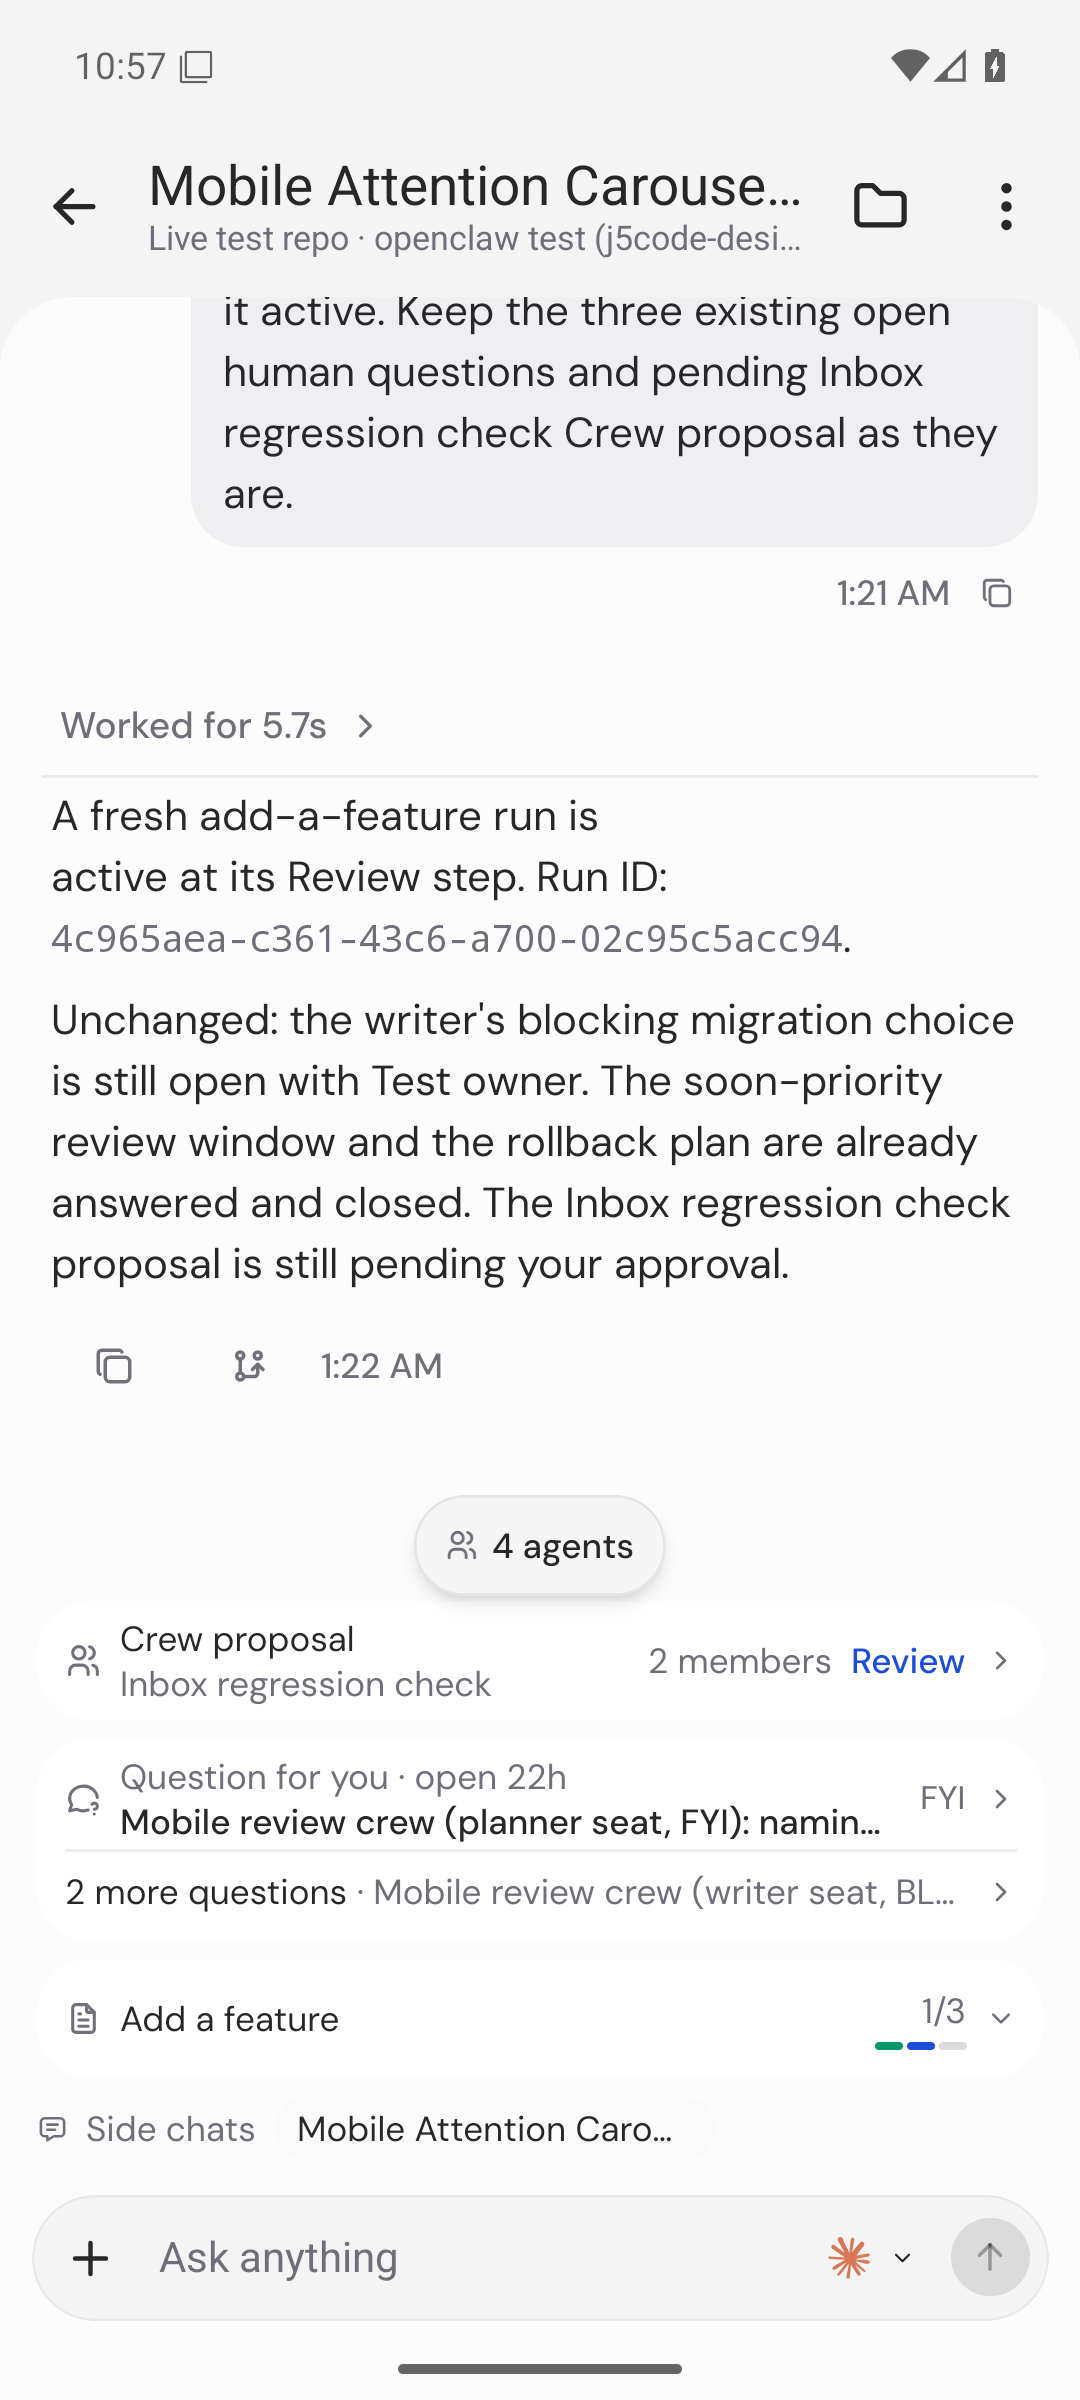 10:57
Mobile Attention Carouse...
Live test repo · openclaw test (j5code-desi...
it active. Keep the three existing open
human questions and pending Inbox
regression check Crew proposal as they
are.
1:21 AM
Worked for 5.7s
A fresh add-a-feature run is
active at its Review step. Run ID:
4c965aea-c361-43c6-a700-02c95c5acc94.
Unchanged: the writer's blocking migration choice
is still open with Test owner. The soon-priority
review window and the rollback plan are already
answered and closed. The Inbox regression check
proposal is still pending your approval.
1:22 AM
4 agents
Crew proposal
Inbox regression check
2 members Review
Question for you · open 22h
Mobile review crew (planner seat, FYI): namin...
FYI
2 more questions · Mobile review crew (writer seat, BL...
Add a feature
1/3
Side chats
Mobile Attention Caro...
Ask anything